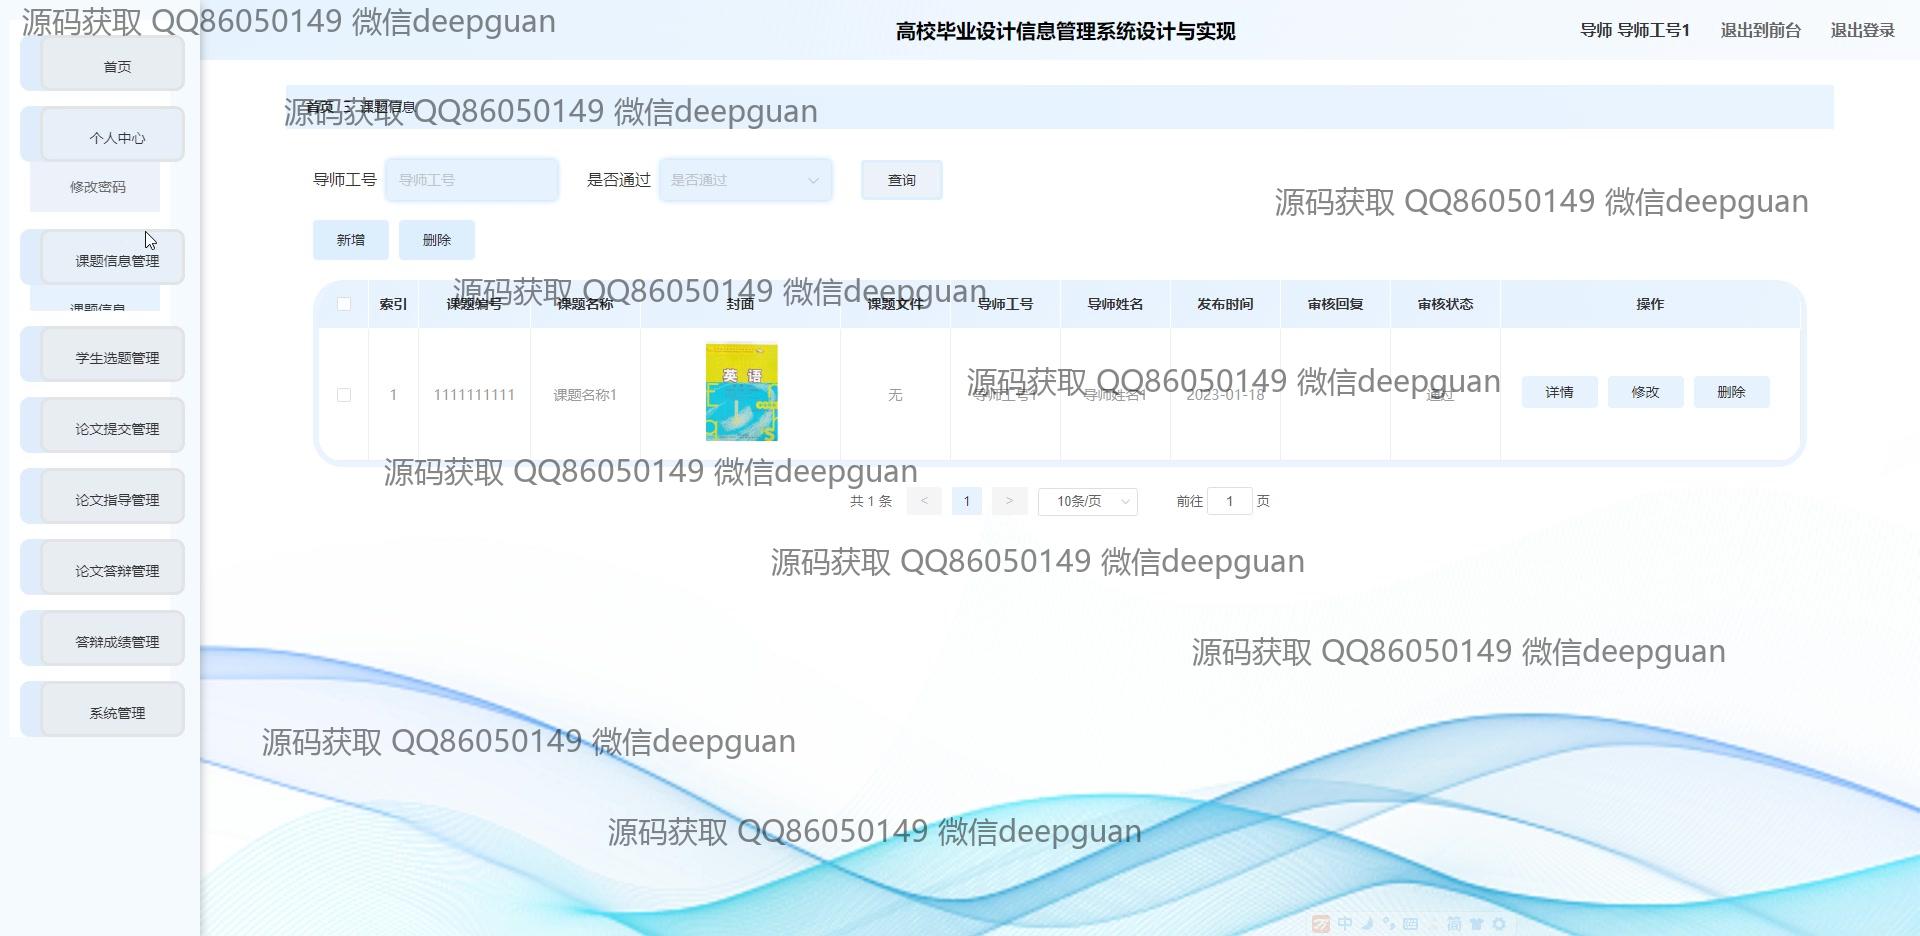 源码获取 QQ86050149 微信deepguan
高校毕业设计信息管理系统设计与实现
导师 导师工号1
退出到前台
退出登录
首页
个人中心
修改密码
课题信息管理
课题信息
学生选题管理
论文提交管理
论文指导管理
论文答辩管理
答辩成绩管理
系统管理
首页 课题信息
源码获取 QQ86050149 微信deepguan
导师工号 导师工号 是否通过 是否通过 查询
源码获取 QQ86050149 微信deepguan
新增 删除
源码获取 QQ86050149 微信deepguan
索引 课题编号 课题名称 封面 课题文件 导师工号 导师姓名 发布时间 审核回复 审核状态 操作
英语
源码获取 QQ86050149 微信deepguan
1 1111111111 课题名称1 无 导师工号1 导师姓名1 2023-01-18 通过 详情 修改 删除
源码获取 QQ86050149 微信deepguan
共 1 条 < 1 > 10条/页 前往 1 页
源码获取 QQ86050149 微信deepguan
源码获取 QQ86050149 微信deepguan
源码获取 QQ86050149 微信deepguan
源码获取 QQ86050149 微信deepguan
中 简